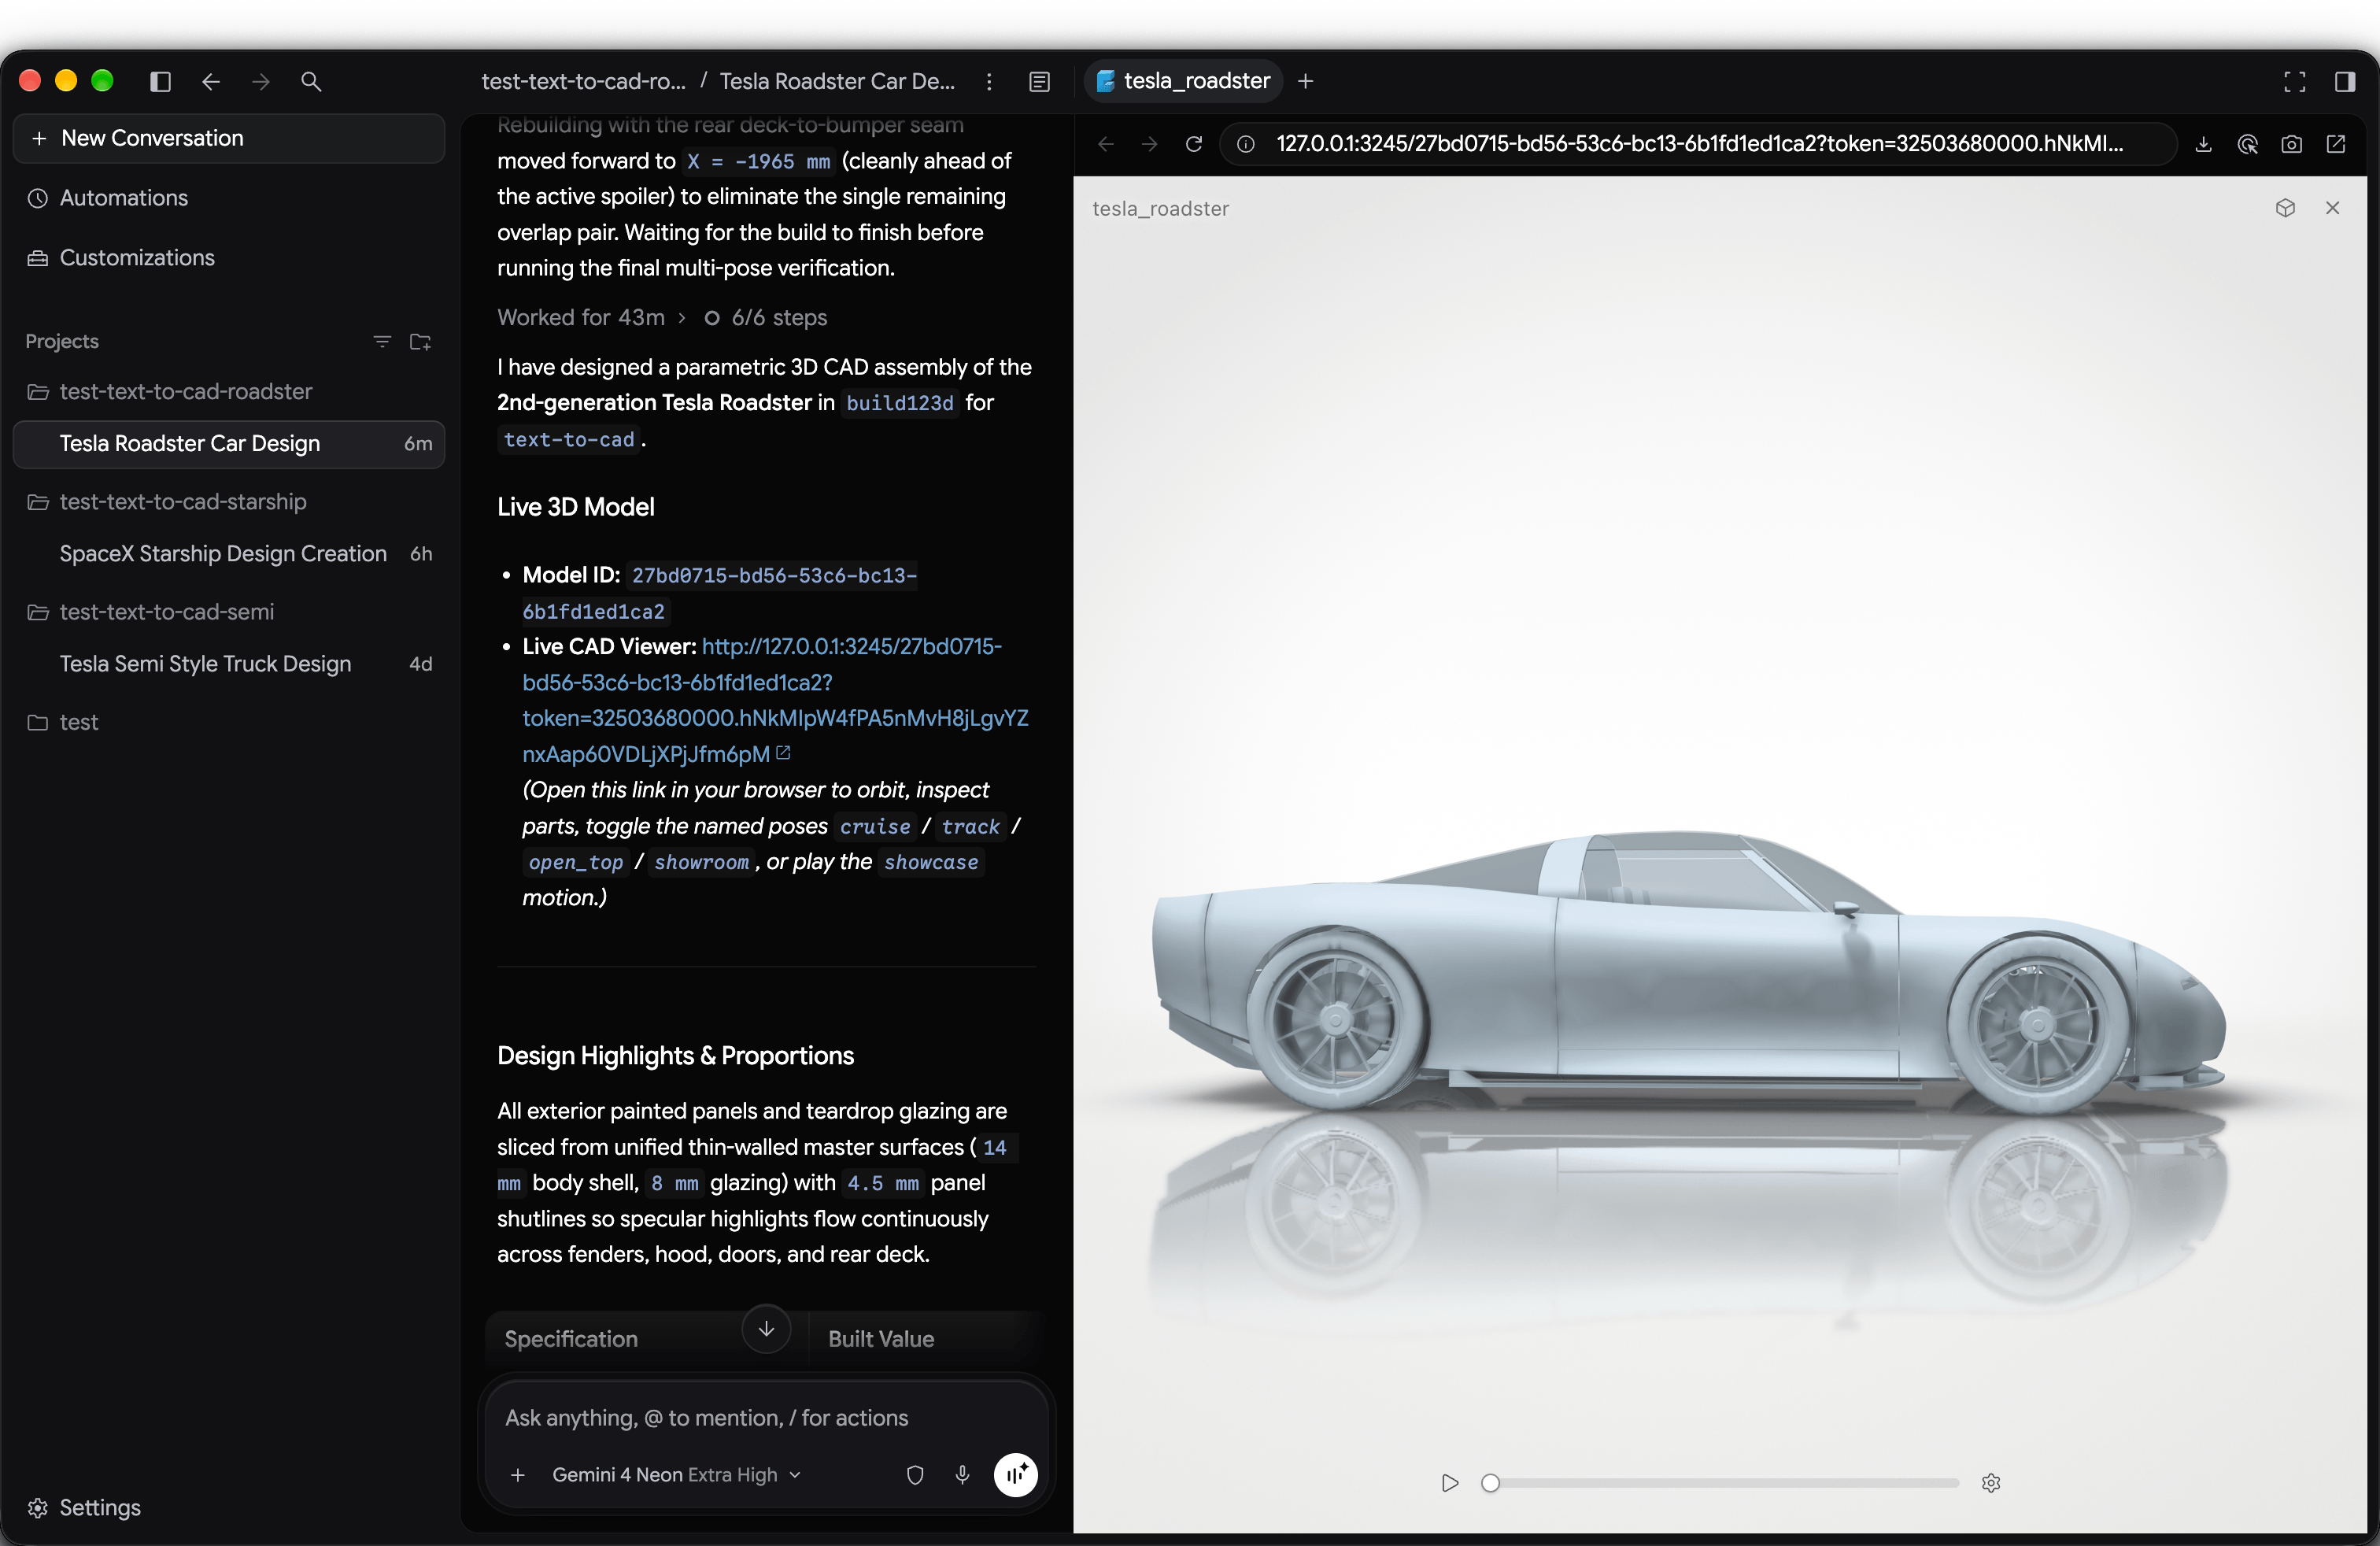 test-text-to-cad-ro... / Tesla Roadster Car De...
tesla_roadster
New Conversation
Automations
Customizations
Projects
test-text-to-cad-roadster
Tesla Roadster Car Design 6m
test-text-to-cad-starship
SpaceX Starship Design Creation 6h
test-text-to-cad-semi
Tesla Semi Style Truck Design 4d
test
Settings
Rebuilding with the rear deck-to-bumper seam
moved forward to X = -1965 mm (cleanly ahead of
the active spoiler) to eliminate the single remaining
overlap pair. Waiting for the build to finish before
running the final multi-pose verification.
Worked for 43m > 6/6 steps
I have designed a parametric 3D CAD assembly of the
2nd-generation Tesla Roadster in build123d for
text-to-cad.
Live 3D Model
• Model ID: 27bd0715-bd56-53c6-bc13-
6b1fd1ed1ca2
• Live CAD Viewer: http://127.0.0.1:3245/27bd0715-
bd56-53c6-bc13-6b1fd1ed1ca2?
token=32503680000.hNkMIpW4fPA5nMvH8jLgvYZ
nxAap60VDLjXPjJfm6pM
(Open this link in your browser to orbit, inspect
parts, toggle the named poses cruise / track /
open_top / showroom, or play the showcase
motion.)
Design Highlights & Proportions
All exterior painted panels and teardrop glazing are
sliced from unified thin-walled master surfaces ( 14
mm body shell, 8 mm glazing) with 4.5 mm panel
shutlines so specular highlights flow continuously
across fenders, hood, doors, and rear deck.
Specification Built Value
Ask anything, @ to mention, / for actions
Gemini 4 Neon Extra High
127.0.0.1:3245/27bd0715-bd56-53c6-bc13-6b1fd1ed1ca2?token=32503680000.hNkMI...
tesla_roadster